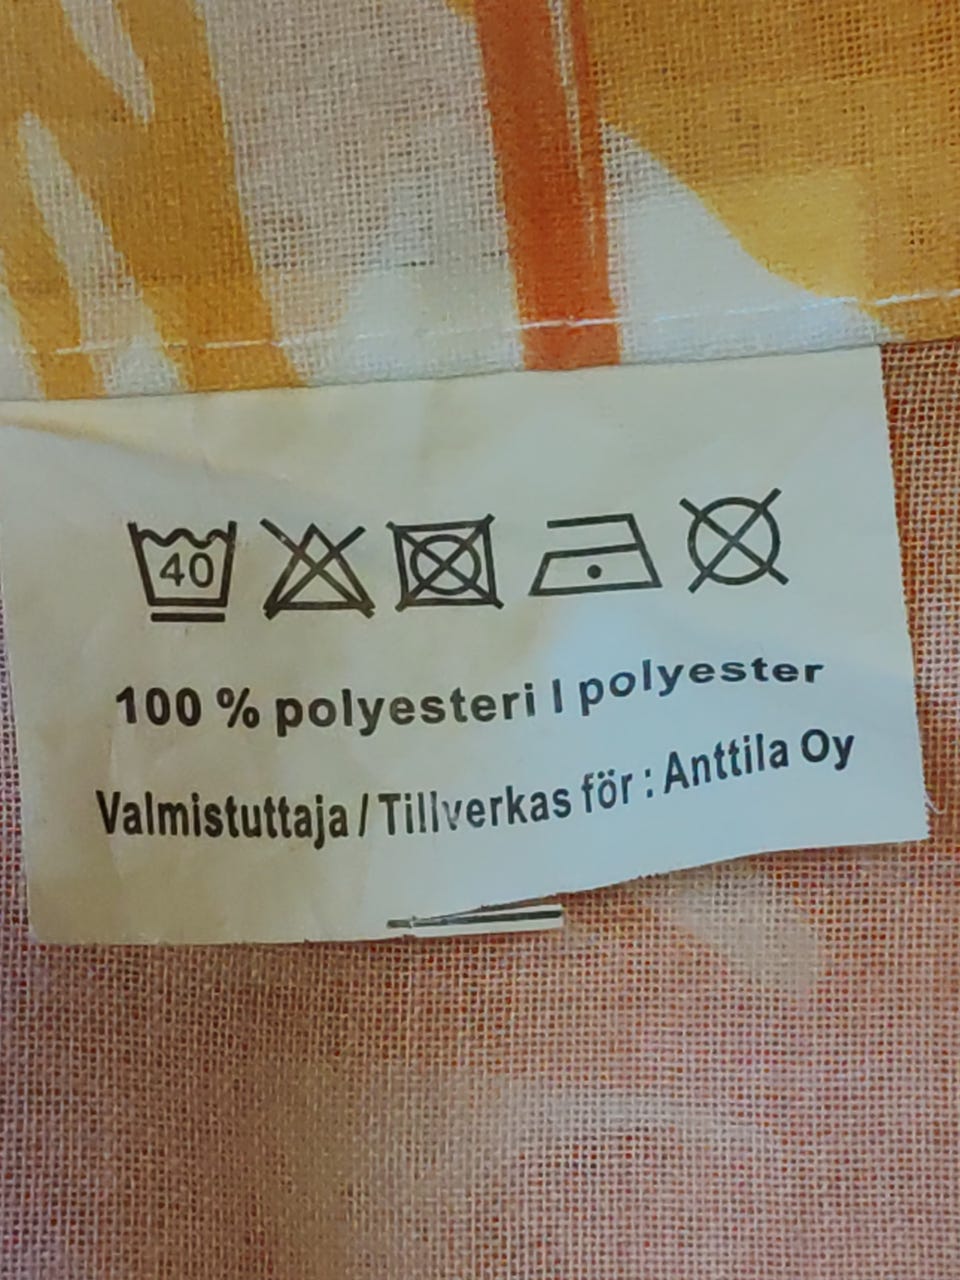 40
100 % polyesteri I polyester
Valmistuttaja / Tillverkas för : Anttila Oy